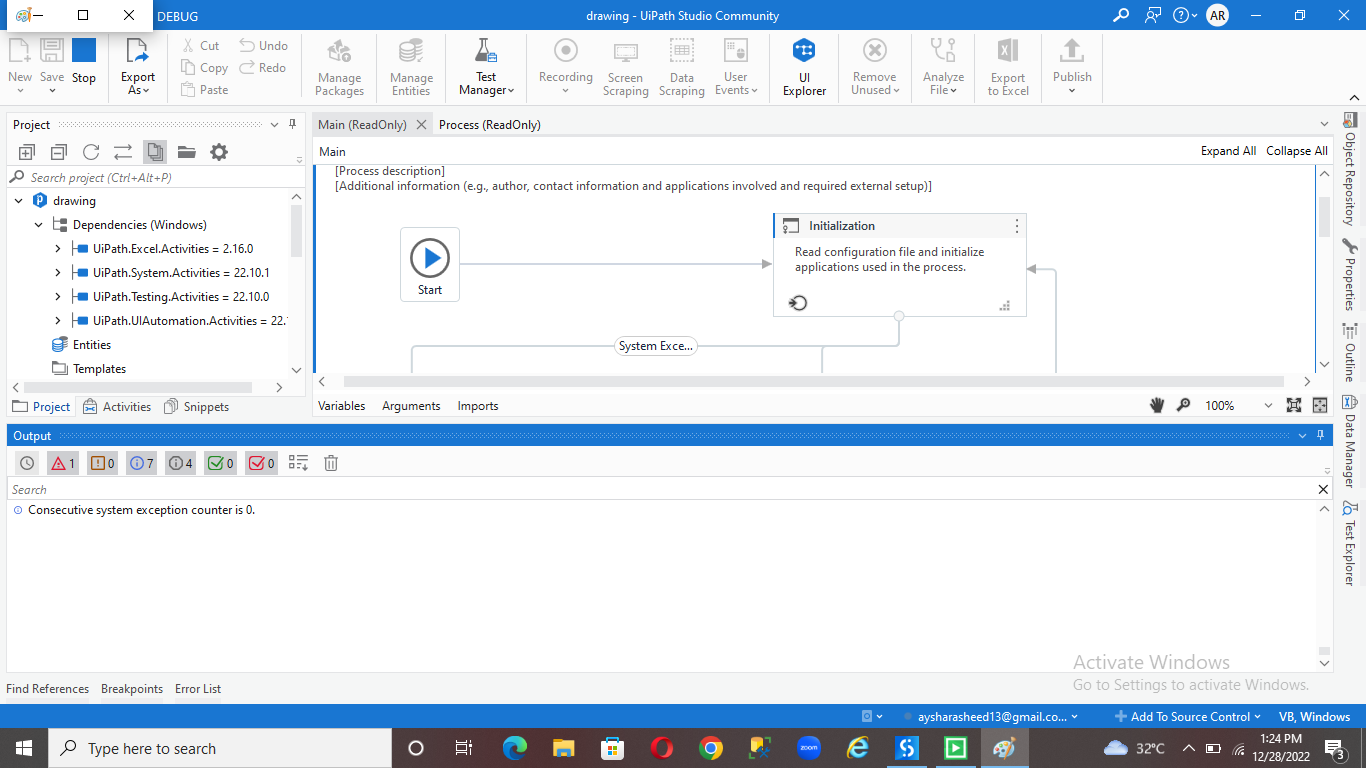 DEBUG
drawing - UiPath Studio Community
AR
New
Save
Stop
Export As
Cut
Copy
Paste
Undo
Redo
Manage Packages
Manage Entities
Test Manager
Recording
Screen Scraping
Data Scraping
User Events
UI Explorer
Remove Unused
Analyze File
Export to Excel
Publish
Project
Search project (Ctrl+Alt+P)
drawing
Dependencies (Windows)
UiPath.Excel.Activities = 2.16.0
UiPath.System.Activities = 22.10.1
UiPath.Testing.Activities = 22.10.0
UiPath.UIAutomation.Activities = 22.
Entities
Templates
Project
Activities
Snippets
Main (ReadOnly)
Process (ReadOnly)
Main
Expand All
Collapse All
[Process description]
[Additional information (e.g., author, contact information and applications involved and required external setup)]
Start
Initialization
Read configuration file and initialize
applications used in the process.
System Exce...
Variables
Arguments
Imports
100%
Object Repository
Properties
Outline
Data Manager
Test Explorer
Output
1
0
7
4
0
0
Search
Consecutive system exception counter is 0.
Activate Windows
Go to Settings to activate Windows.
Find References
Breakpoints
Error List
aysharasheed13@gmail.co...
Add To Source Control
VB, Windows
Type here to search
zoom
32°C
1:24 PM
12/28/2022
3